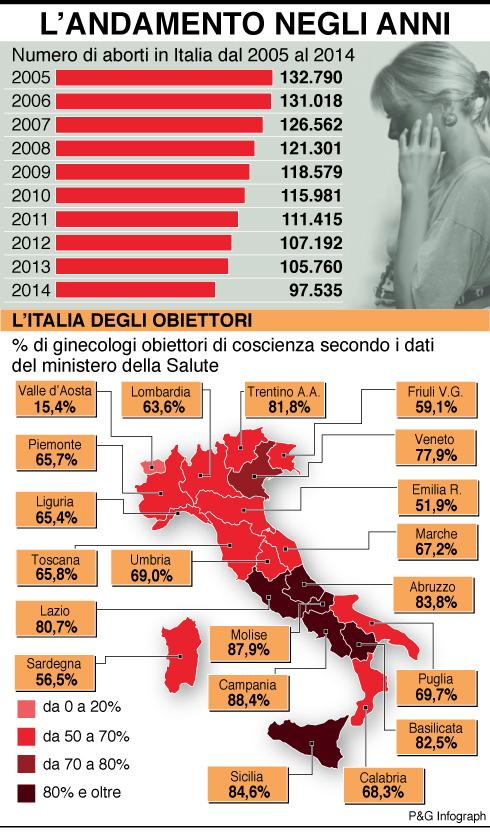 L'ANDAMENTO NEGLI ANNI
Numero di aborti in Italia dal 2005 al 2014
2005 132.790
2006 131.018
2007 126.562
2008 121.301
2009 118.579
2010 115.981
2011 111.415
2012 107.192
2013 105.760
2014 97.535
L'ITALIA DEGLI OBIETTORI
% di ginecologi obiettori di coscienza secondo i dati
del ministero della Salute
Valle d'Aosta
15,4%
Lombardia
63,6%
Trentino A.A.
81,8%
Friuli V.G.
59,1%
Piemonte
65,7%
Veneto
77,9%
Liguria
65,4%
Emilia R.
51,9%
Marche
67,2%
Toscana
65,8%
Umbria
69,0%
Abruzzo
83,8%
Lazio
80,7%
Molise
87,9%
Sardegna
56,5%
Campania
88,4%
Puglia
69,7%
Basilicata
82,5%
Sicilia
84,6%
Calabria
68,3%
da 0 a 20%
da 50 a 70%
da 70 a 80%
80% e oltre
P&G Infograph